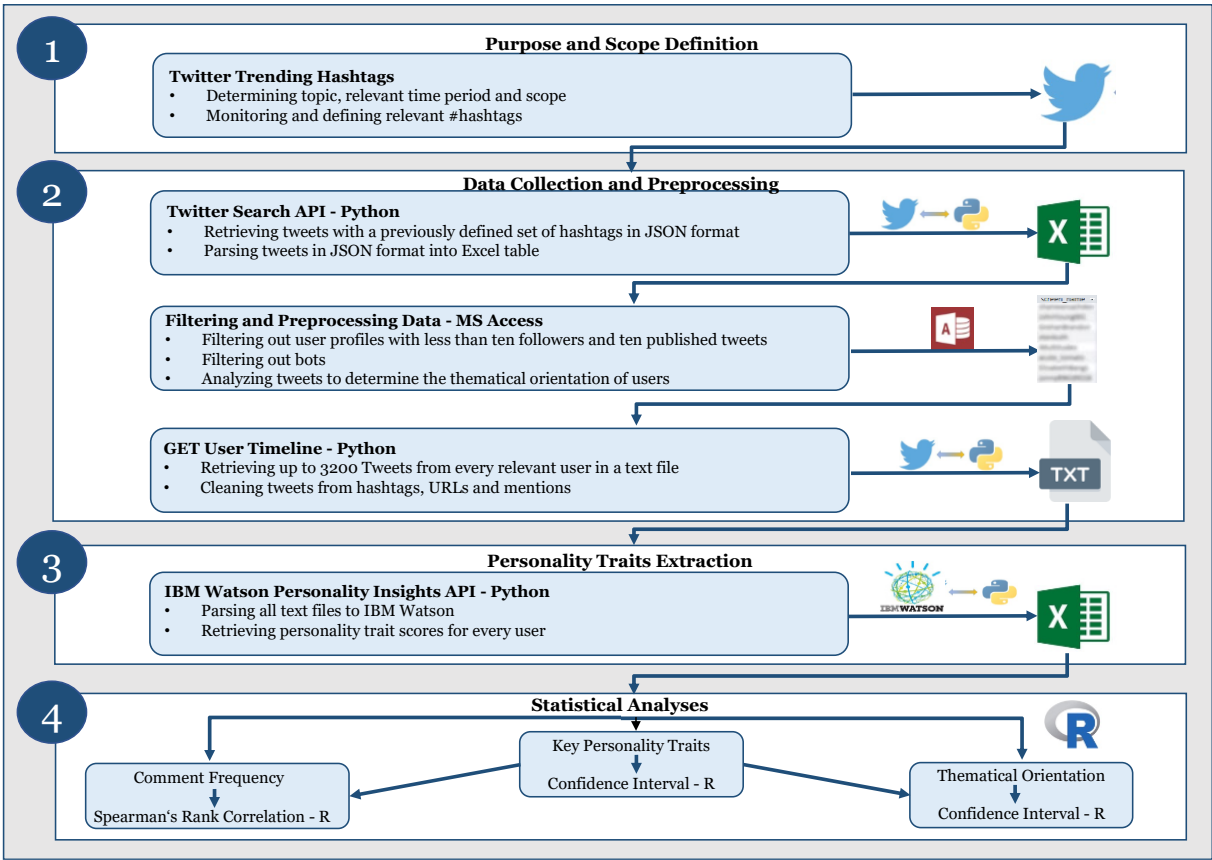 1
Purpose and Scope Definition
Twitter Trending Hashtags
• Determining topic, relevant time period and scope
• Monitoring and defining relevant #hashtags
2
Data Collection and Preprocessing
Twitter Search API - Python
• Retrieving tweets with a previously defined set of hashtags in JSON format
• Parsing tweets in JSON format into Excel table
X
Filtering and Preprocessing Data - MS Access
• Filtering out user profiles with less than ten followers and ten published tweets
• Filtering out bots
• Analyzing tweets to determine the thematical orientation of users
A
screen_name
GET User Timeline - Python
• Retrieving up to 3200 Tweets from every relevant user in a text file
• Cleaning tweets from hashtags, URLs and mentions
TXT
3
Personality Traits Extraction
IBM Watson Personality Insights API - Python
• Parsing all text files to IBM Watson
• Retrieving personality trait scores for every user
IBM WATSON
X
4
Statistical Analyses
R
Comment Frequency
Spearman‘s Rank Correlation - R
Key Personality Traits
Confidence Interval - R
Thematical Orientation
Confidence Interval - R